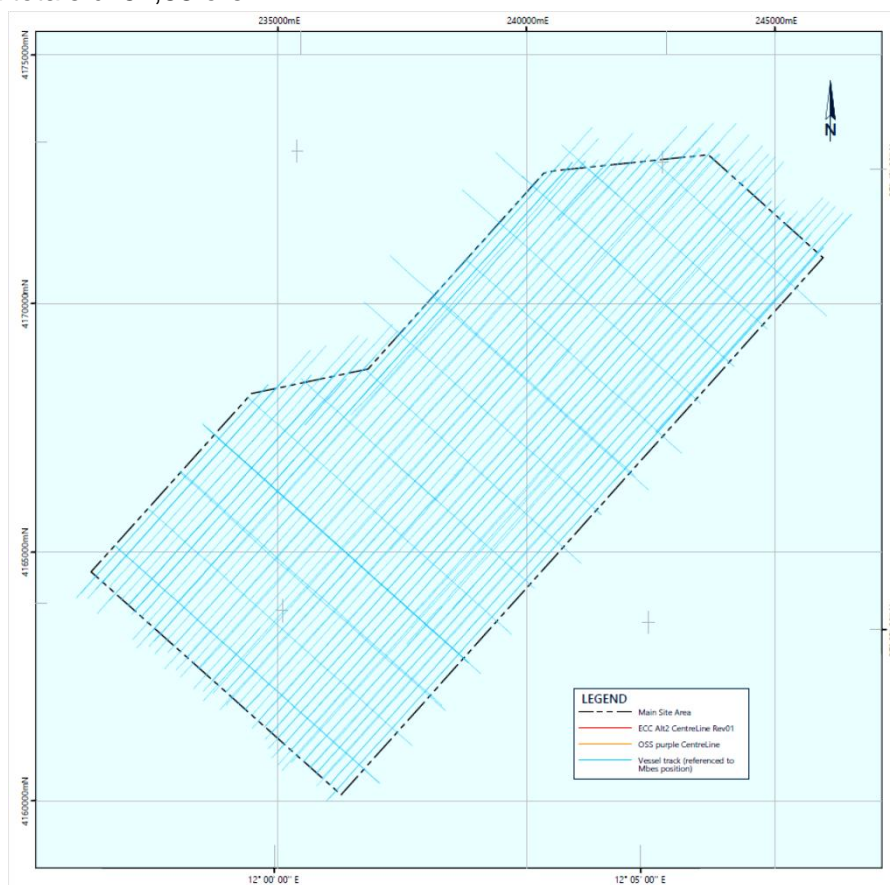 235000mE 240000mE 245000mE
4175000mN
N
4170000mN
4165000mN
4160000mN
LEGEND
Main Site Area
ECC Alt2 CentreLine Rev01
OSS purple CentreLine
Vessel track (referenced to
Mbes position)
12° 00' 00'' E 12° 05' 00'' E